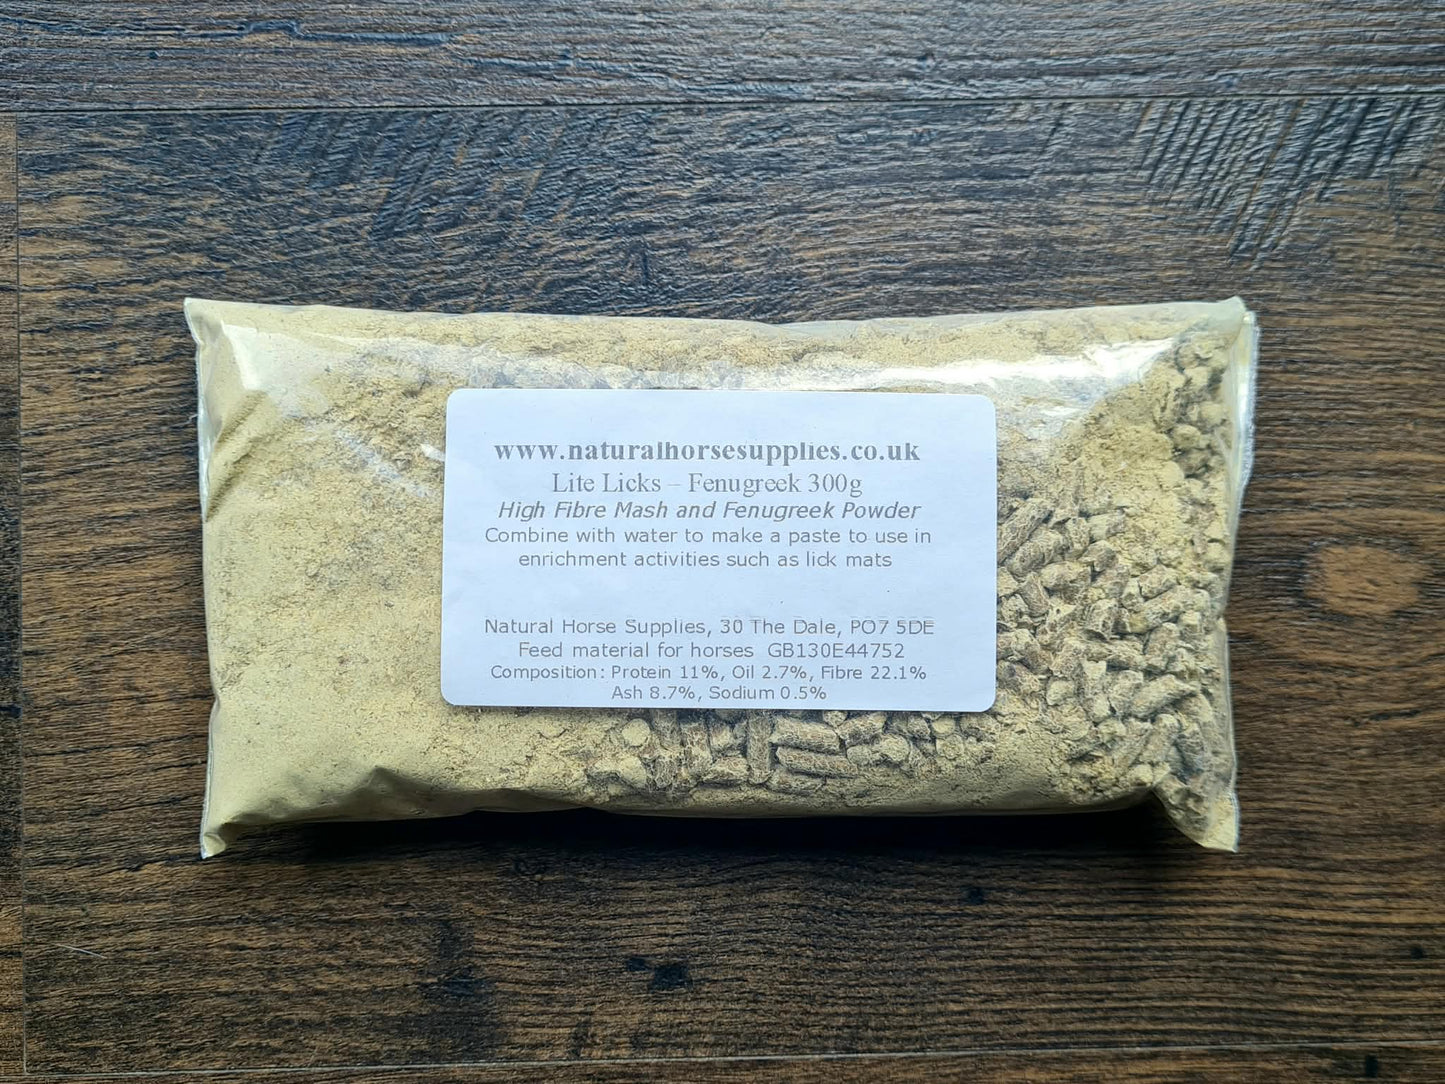 www.naturalhorsesupplies.co.uk
Lite Licks – Fenugreek 300g
High Fibre Mash and Fenugreek Powder
Combine with water to make a paste to use in
enrichment activities such as lick mats
Natural Horse Supplies, 30 The Dale, PO7 5DE
Feed material for horses GB130E44752
Composition: Protein 11%, Oil 2.7%, Fibre 22.1%
Ash 8.7%, Sodium 0.5%